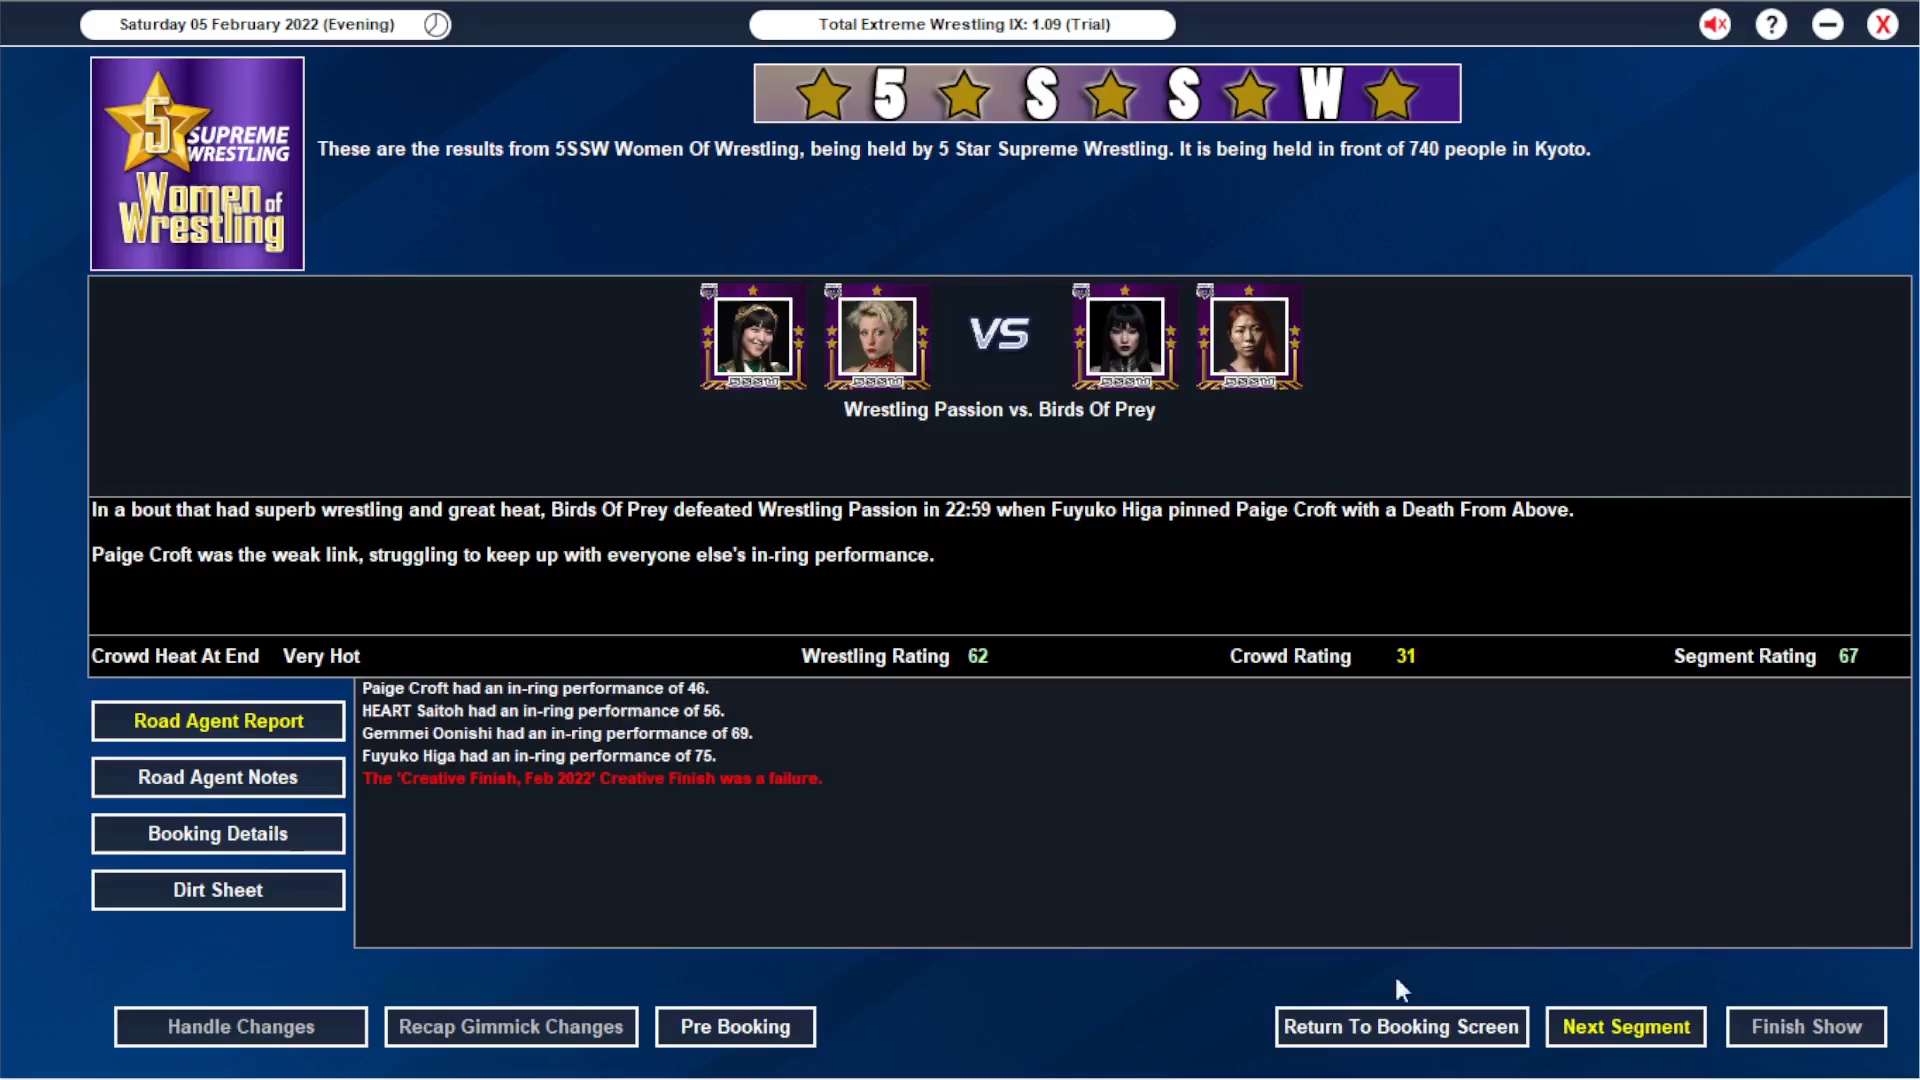 Saturday 05 February 2022 (Evening)
Total Extreme Wrestling IX: 1.09 (Trial)
?
X
5
SUPREME
WRESTLING
Women of
Wrestling
5 S S W
These are the results from 5SSW Women Of Wrestling, being held by 5 Star Supreme Wrestling. It is being held in front of 740 people in Kyoto.
VS
5SSW 5SSW 5SSW 5SSW
Wrestling Passion vs. Birds Of Prey
In a bout that had superb wrestling and great heat, Birds Of Prey defeated Wrestling Passion in 22:59 when Fuyuko Higa pinned Paige Croft with a Death From Above.
Paige Croft was the weak link, struggling to keep up with everyone else's in-ring performance.
Crowd Heat At End Very Hot Wrestling Rating 62 Crowd Rating 31 Segment Rating 67
Road Agent Report
Road Agent Notes
Booking Details
Dirt Sheet
Paige Croft had an in-ring performance of 46.
HEART Saitoh had an in-ring performance of 56.
Gemmei Oonishi had an in-ring performance of 69.
Fuyuko Higa had an in-ring performance of 75.
The 'Creative Finish, Feb 2022' Creative Finish was a failure.
Handle Changes Recap Gimmick Changes Pre Booking Return To Booking Screen Next Segment Finish Show